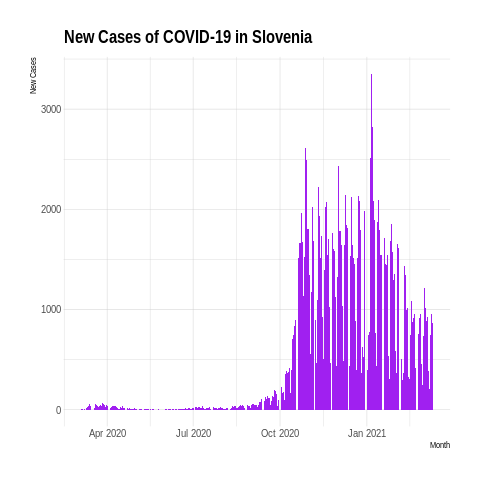 New Cases of COVID-19 in Slovenia
New Cases
3000
2000
1000
0
Apr 2020 Jul 2020 Oct 2020 Jan 2021
Month